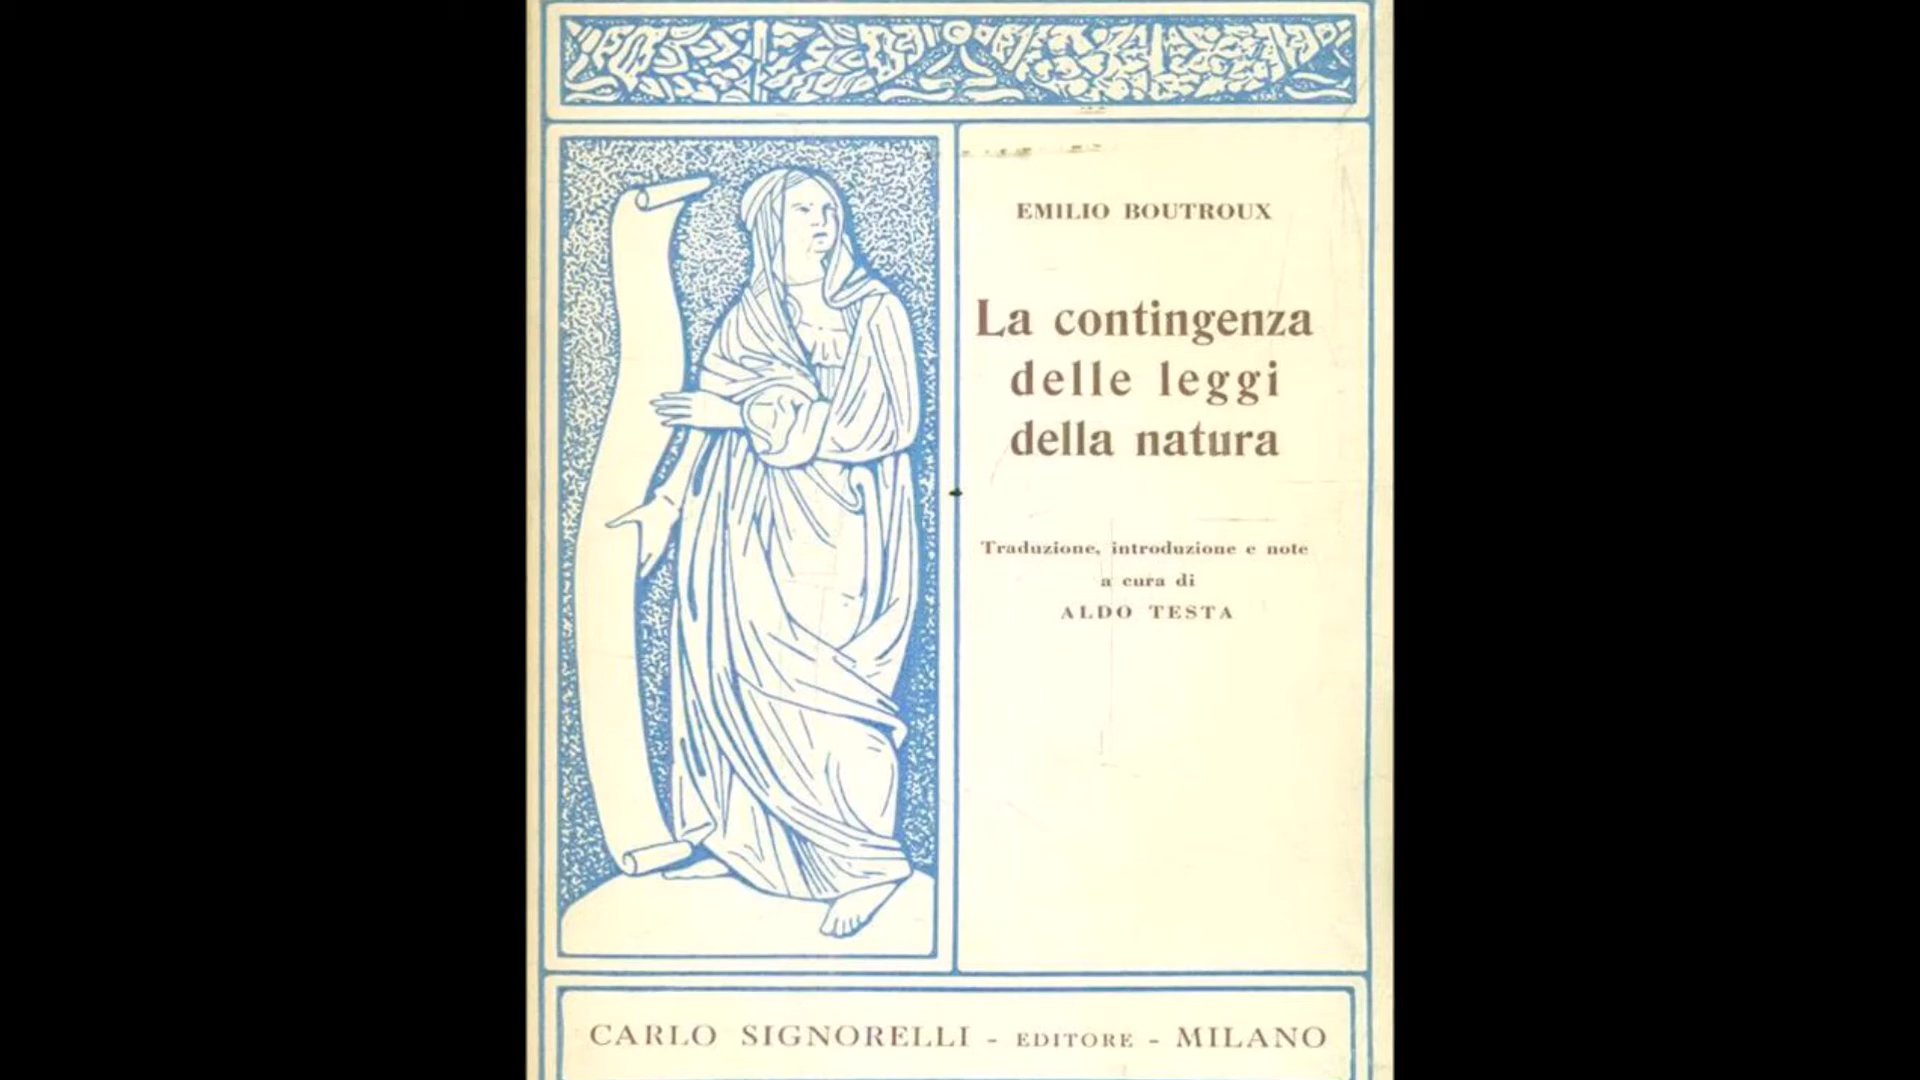 EMILIO BOUTROUX
La contingenza
delle leggi
della natura
Traduzione, introduzione e note
a cura di
ALDO TESTA
CARLO SIGNORELLI - EDITORE - MILANO